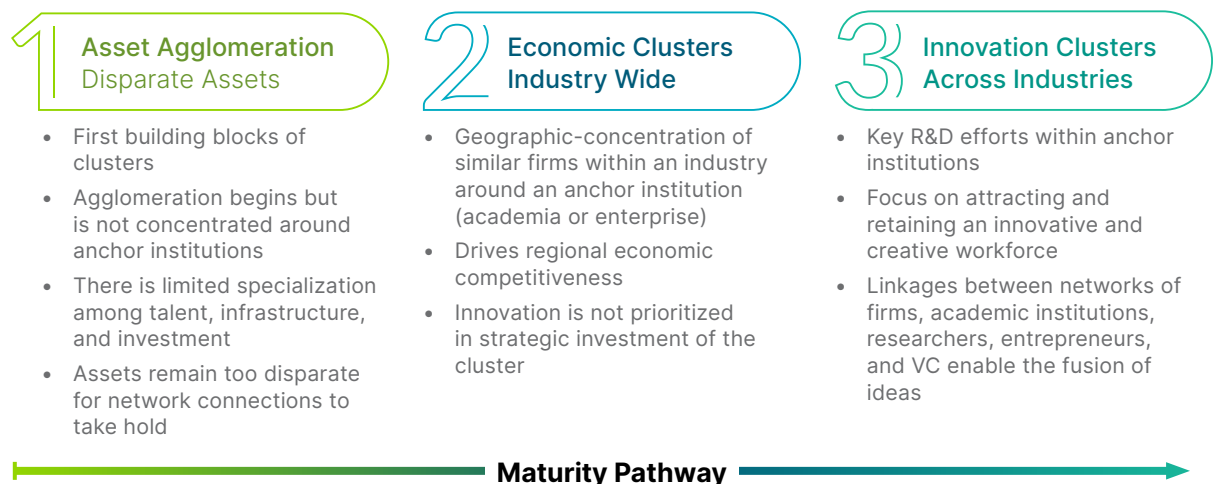 1
Asset Agglomeration
Disparate Assets
• First building blocks of
clusters
• Agglomeration begins but
is not concentrated around
anchor institutions
• There is limited specialization
among talent, infrastructure,
and investment
• Assets remain too disparate
for network connections to
take hold
2
Economic Clusters
Industry Wide
• Geographic-concentration of
similar firms within an industry
around an anchor institution
(academia or enterprise)
• Drives regional economic
competitiveness
• Innovation is not prioritized
in strategic investment of the
cluster
3
Innovation Clusters
Across Industries
• Key R&D efforts within anchor
institutions
• Focus on attracting and
retaining an innovative and
creative workforce
• Linkages between networks of
firms, academic institutions,
researchers, entrepreneurs,
and VC enable the fusion of
ideas
Maturity Pathway